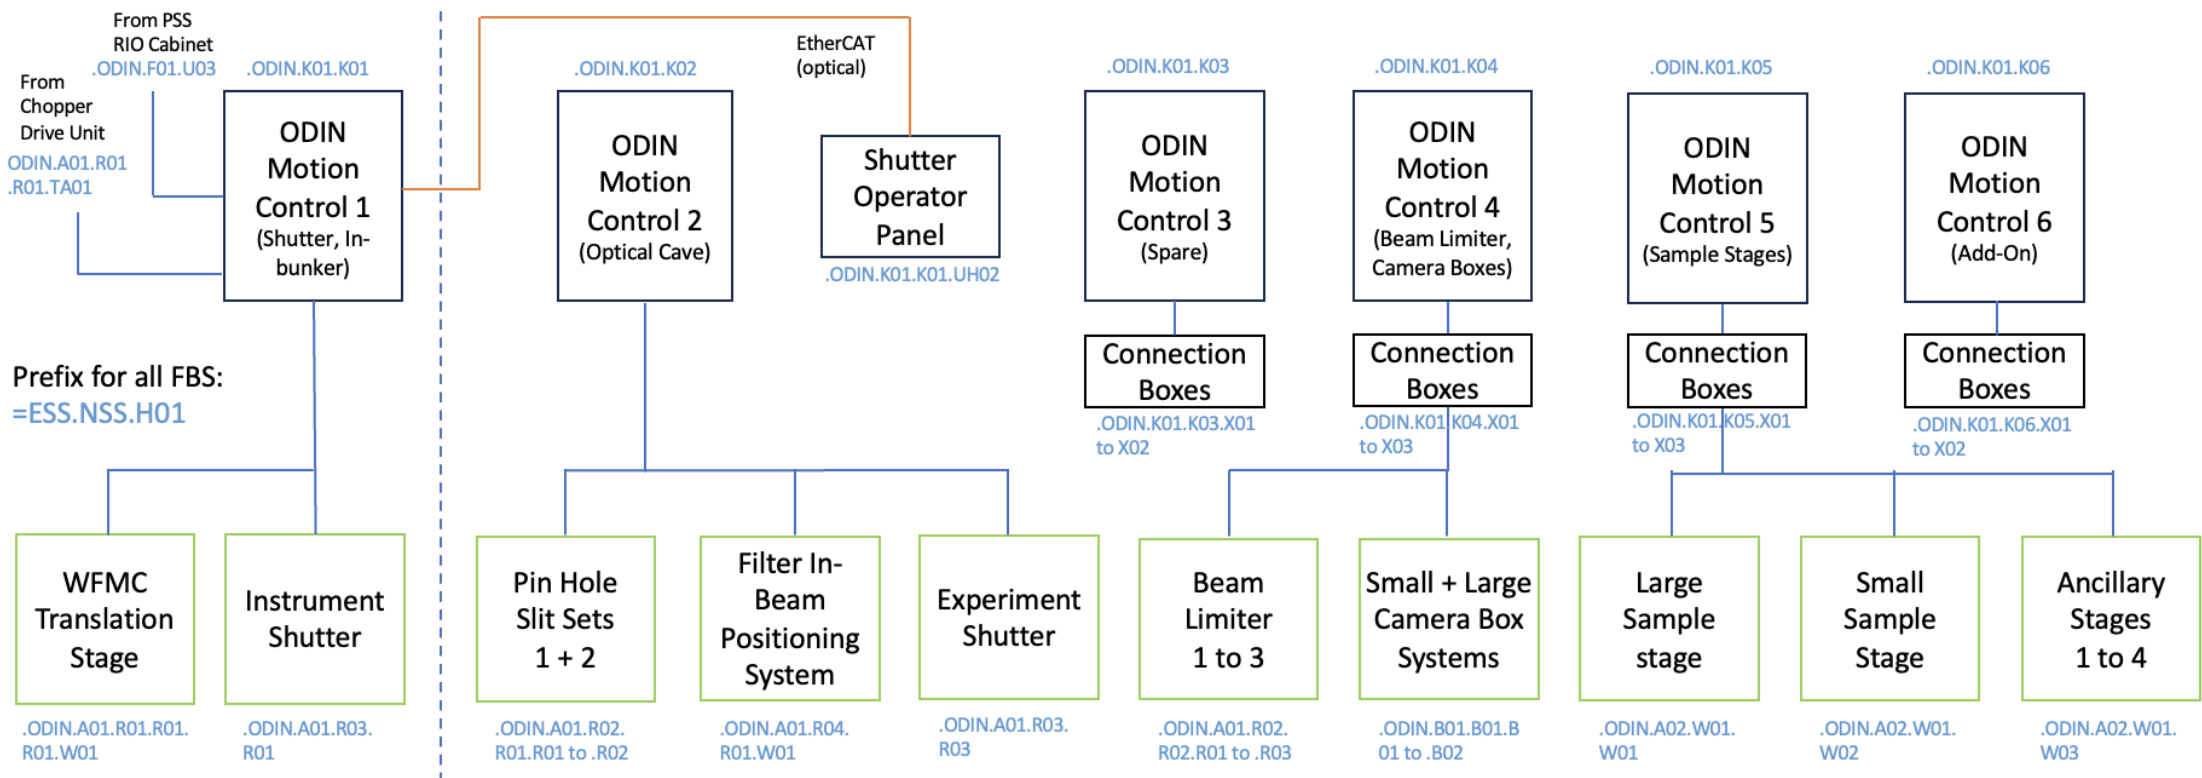 From PSS
RIO Cabinet
.ODIN.F01.U03
From
Chopper
Drive Unit
ODIN.A01.R01
.R01.TA01
.ODIN.K01.K01
ODIN
Motion
Control 1
(Shutter, In-
bunker)
EtherCAT
(optical)
.ODIN.K01.K02
ODIN
Motion
Control 2
(Optical Cave)
Shutter
Operator
Panel
.ODIN.K01.K01.UH02
.ODIN.K01.K03
ODIN
Motion
Control 3
(Spare)
Connection
Boxes
.ODIN.K01.K03.X01
to X02
.ODIN.K01.K04
ODIN
Motion
Control 4
(Beam Limiter,
Camera Boxes)
Connection
Boxes
.ODIN.K01.K04.X01
to X03
.ODIN.K01.K05
ODIN
Motion
Control 5
(Sample Stages)
Connection
Boxes
.ODIN.K01.K05.X01
to X03
.ODIN.K01.K06
ODIN
Motion
Control 6
(Add-On)
Connection
Boxes
.ODIN.K01.K06.X01
to X02
Prefix for all FBS:
=ESS.NSS.H01
WFMC
Translation
Stage
.ODIN.A01.R01.R01.
R01.W01
Instrument
Shutter
.ODIN.A01.R03.
R01
Pin Hole
Slit Sets
1 + 2
.ODIN.A01.R02.
R01.R01 to .R02
Filter In-
Beam
Positioning
System
.ODIN.A01.R04.
R01.W01
Experiment
Shutter
.ODIN.A01.R03.
R03
Beam
Limiter
1 to 3
.ODIN.A01.R02.
R02.R01 to .R03
Small + Large
Camera Box
Systems
.ODIN.B01.B01.B
01 to .B02
Large
Sample
stage
.ODIN.A02.W01.
W01
Small
Sample
Stage
.ODIN.A02.W01.
W02
Ancillary
Stages
1 to 4
.ODIN.A02.W01.
W03